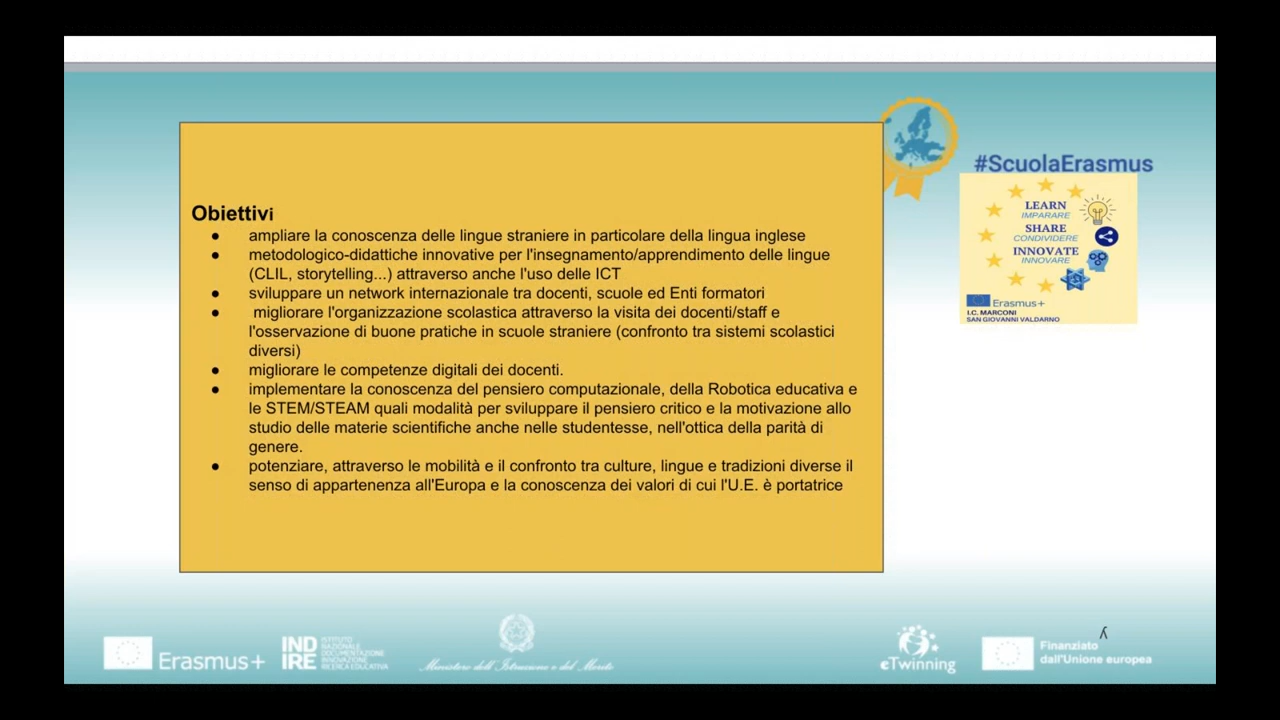 #ScuolaErasmus
LEARN
IMPARARE
SHARE
CONDIVIDERE
INNOVATE
INNOVARE
Erasmus+
I.C. MARCONI
SAN GIOVANNI VALDARNO
Obiettivi
● ampliare la conoscenza delle lingue straniere in particolare della lingua inglese
● metodologico-didattiche innovative per l'insegnamento/apprendimento delle lingue
(CLIL, storytelling...) attraverso anche l'uso delle ICT
● sviluppare un network internazionale tra docenti, scuole ed Enti formatori
● migliorare l'organizzazione scolastica attraverso la visita dei docenti/staff e
l'osservazione di buone pratiche in scuole straniere (confronto tra sistemi scolastici
diversi)
● migliorare le competenze digitali dei docenti.
● implementare la conoscenza del pensiero computazionale, della Robotica educativa e
le STEM/STEAM quali modalità per sviluppare il pensiero critico e la motivazione allo
studio delle materie scientifiche anche nelle studentesse, nell'ottica della parità di
genere.
● potenziare, attraverso le mobilità e il confronto tra culture, lingue e tradizioni diverse il
senso di appartenenza all'Europa e la conoscenza dei valori di cui l'U.E. è portatrice
Erasmus+
INDIRE
ISTITUTO
NAZIONALE
DOCUMENTAZIONE
INNOVAZIONE
RICERCA EDUCATIVA
Ministero dell'Istruzione e del Merito
eTwinning
Finanziato
dall'Unione europea